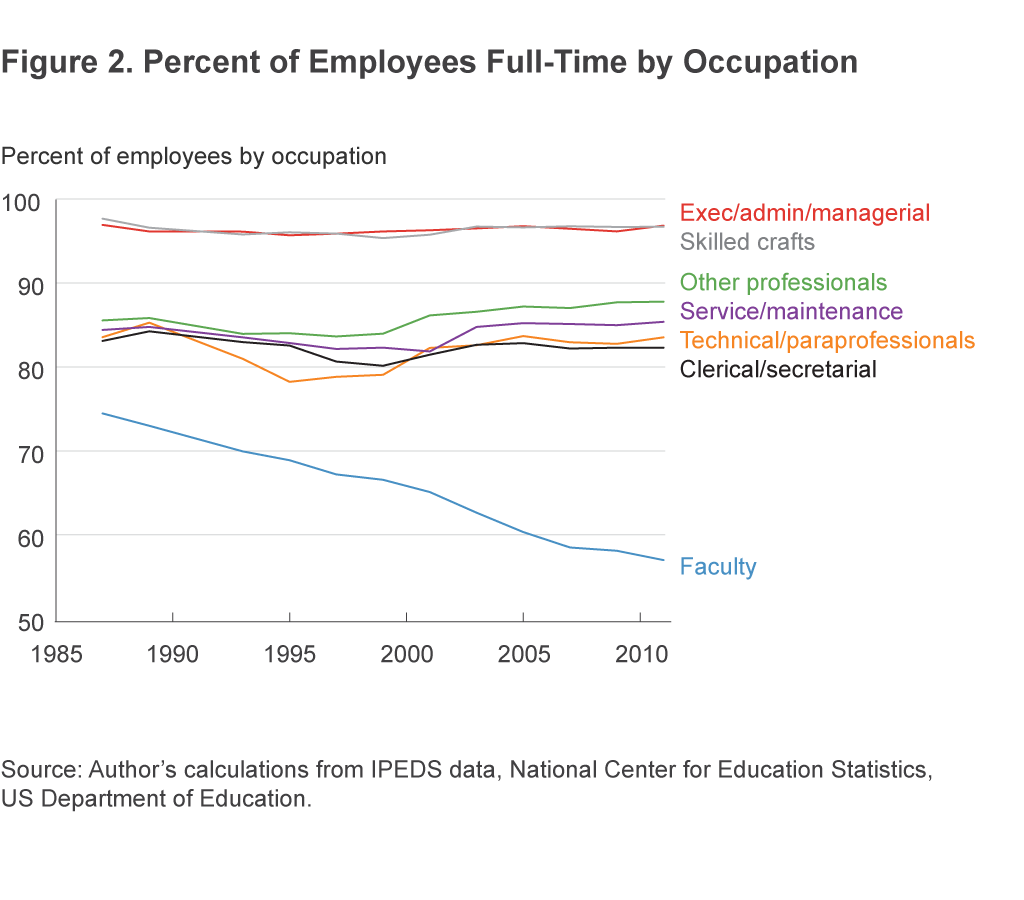 Figure 2. Percent of Employees Full-Time by Occupation
Percent of employees by occupation
100
90
80
70
60
50
1985 1990 1995 2000 2005 2010
Exec/admin/managerial
Skilled crafts
Other professionals
Service/maintenance
Technical/paraprofessionals
Clerical/secretarial
Faculty
Source: Author’s calculations from IPEDS data, National Center for Education Statistics,
US Department of Education.